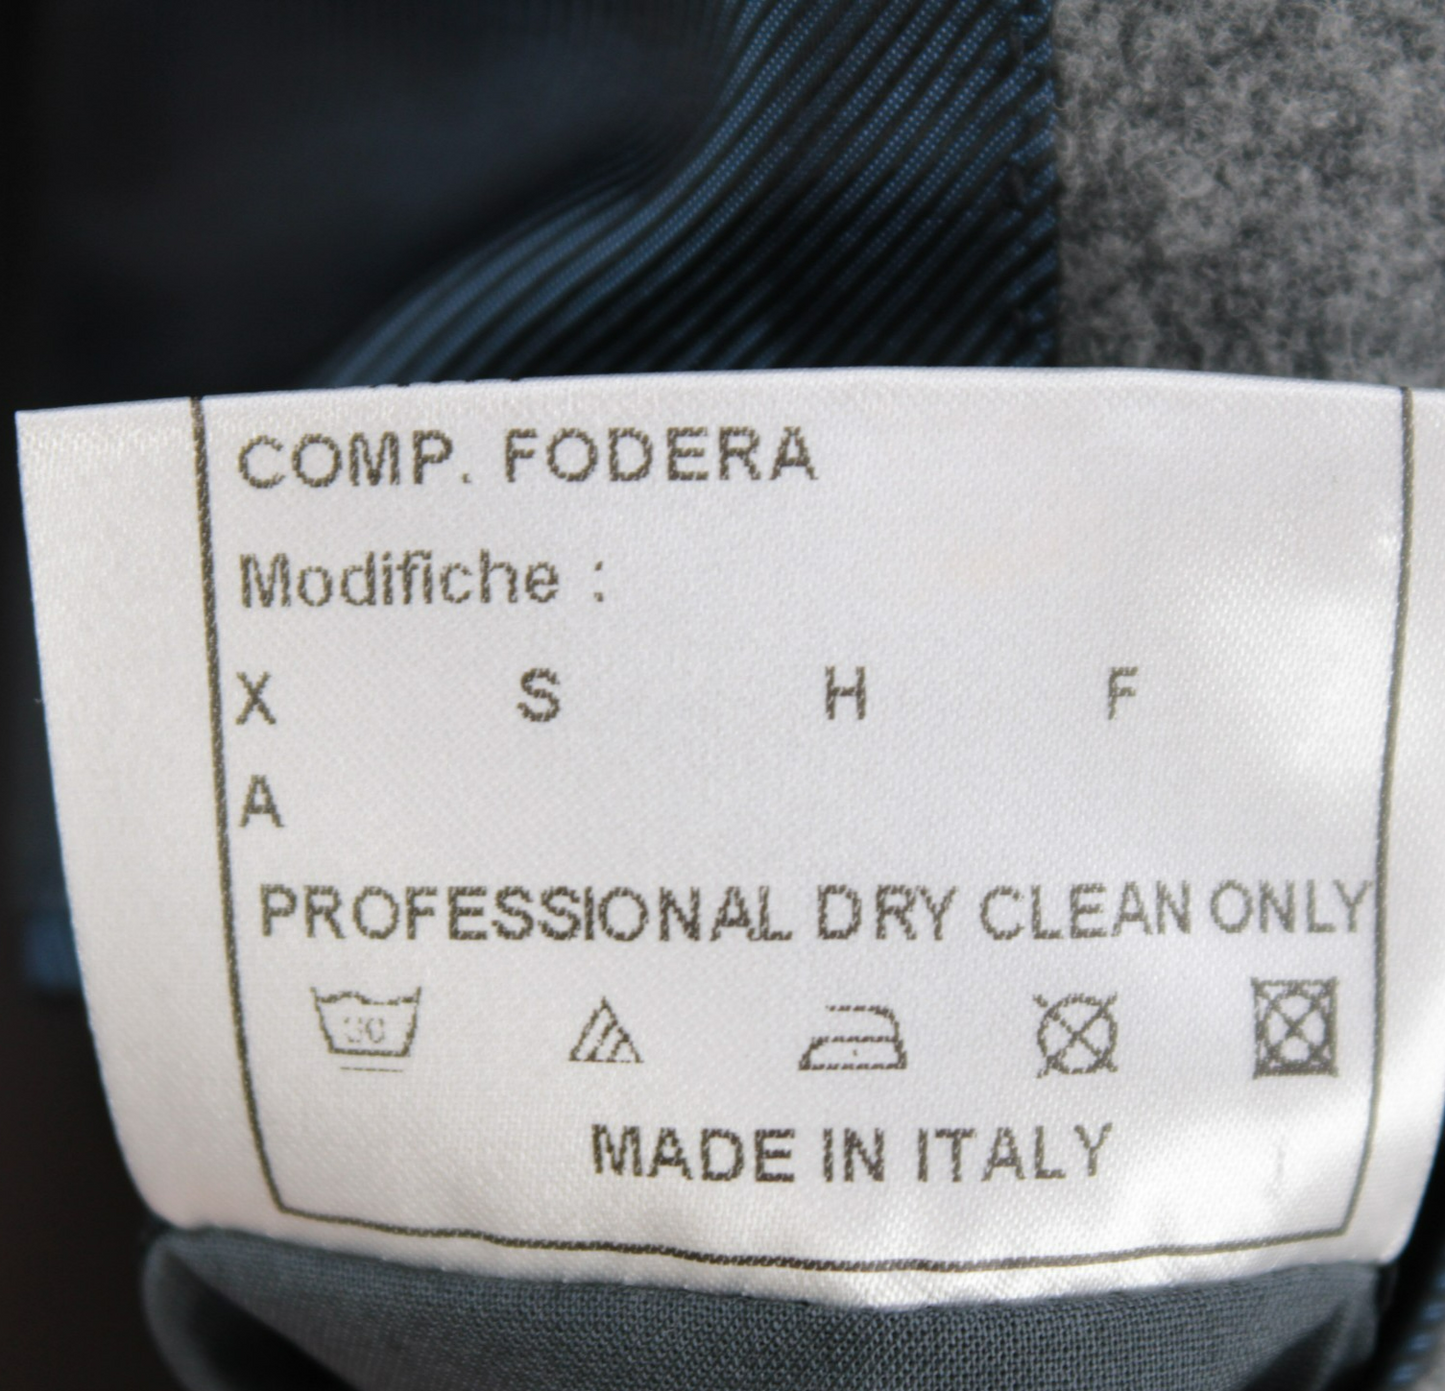 COMP. FODERA
Modifiche :
X S H F
A
PROFESSIONAL DRY CLEAN ONLY
30
MADE IN ITALY